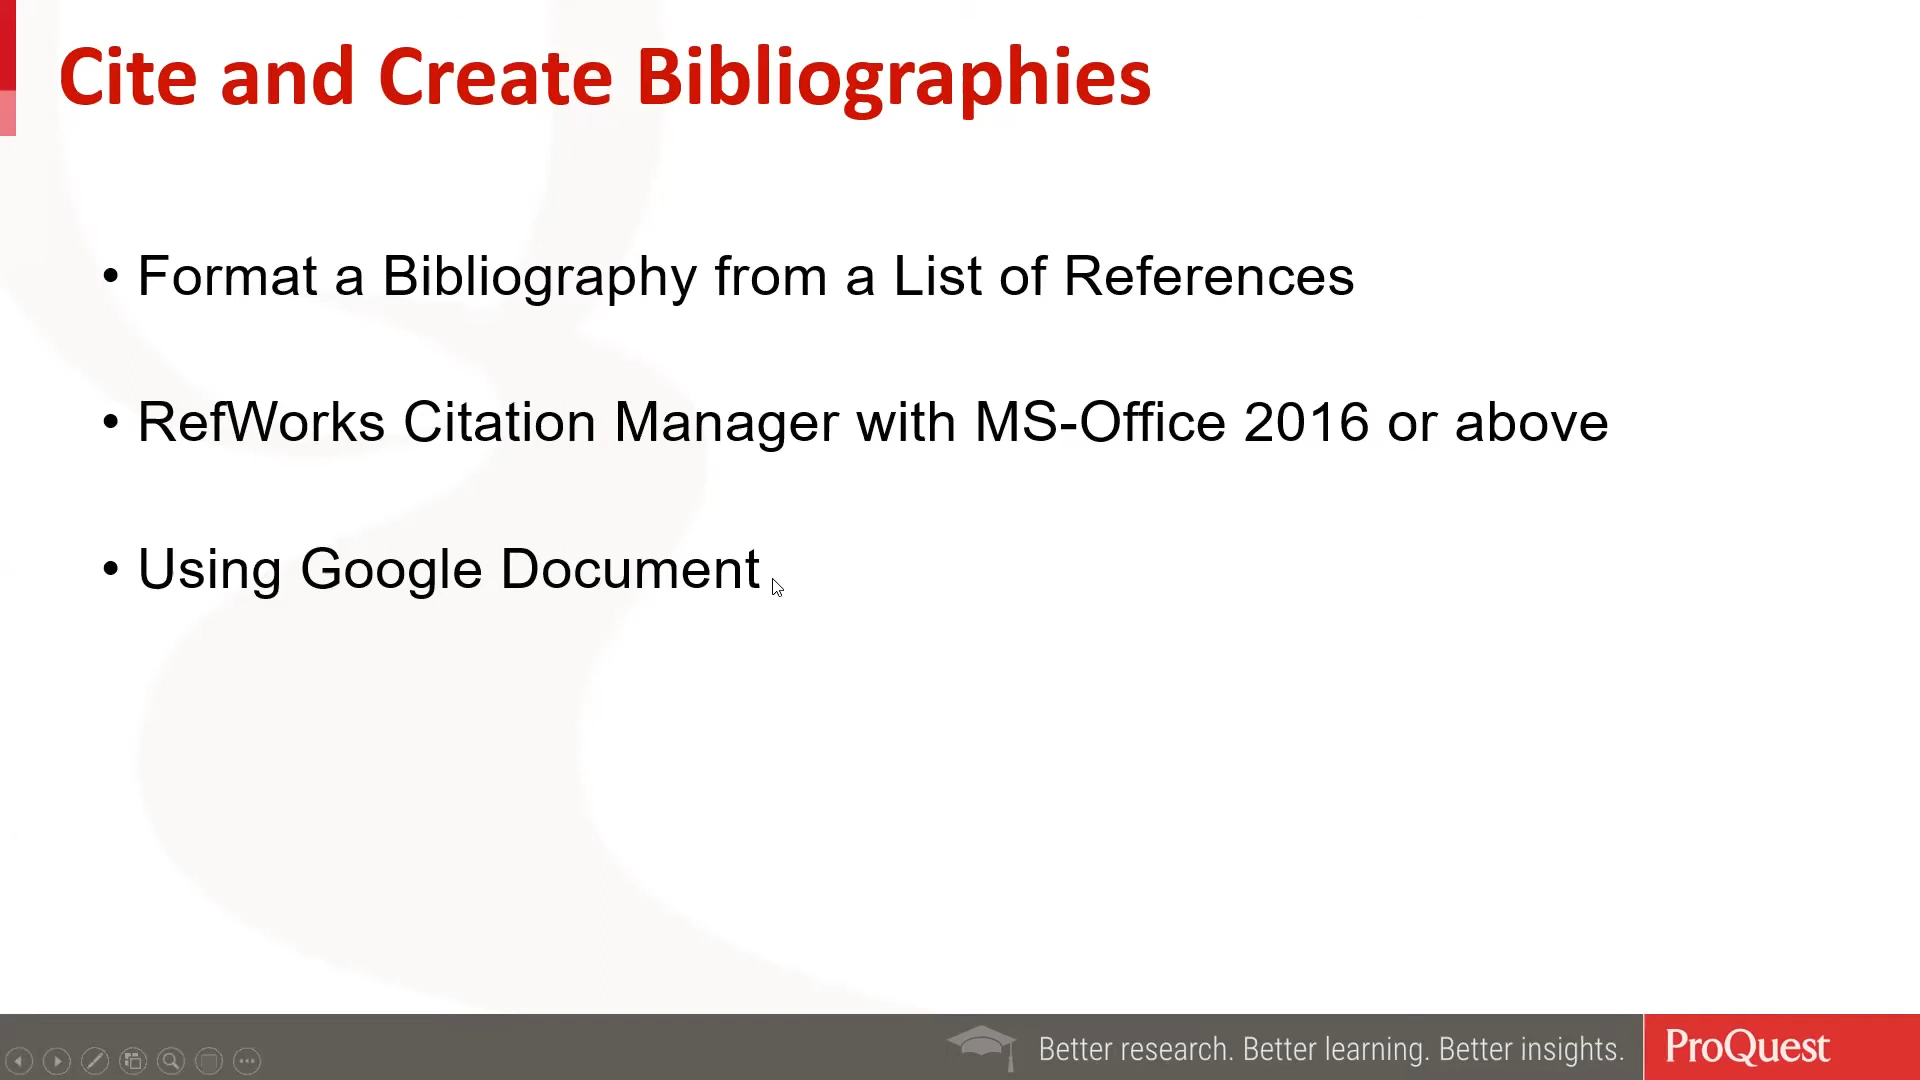 Cite and Create Bibliographies
• Format a Bibliography from a List of References
• RefWorks Citation Manager with MS-Office 2016 or above
• Using Google Document
Better research. Better learning. Better insights.
ProQuest